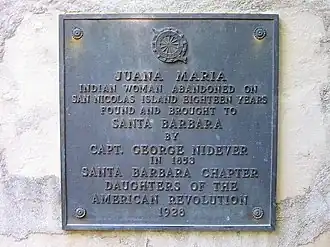 JUANA MARIA
INDIAN WOMAN ABANDONED ON
SAN NICOLAS ISLAND EIGHTEEN YEARS
FOUND AND BROUGHT TO
SANTA BARBARA
BY
CAPT. GEORGE NIDEVER
IN 1853
SANTA BARBARA CHAPTER
DAUGHTERS OF THE
AMERICAN REVOLUTION
1928